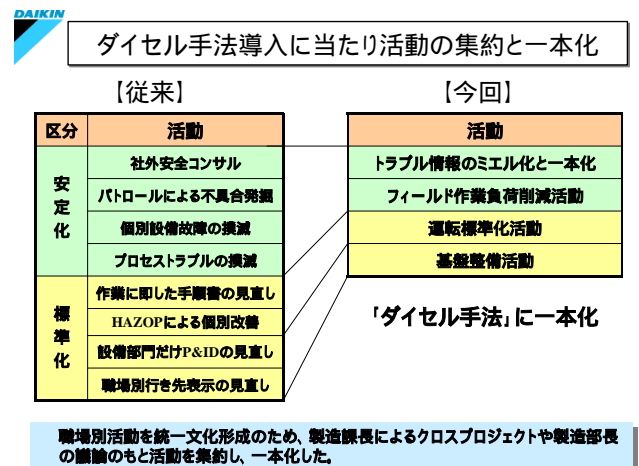 DAIKIN
ダイセル手法導入に当たり活動の集約と一本化
【従来】
【今回】
区分 活動
活動
安定化
社外安全コンサル
パトロールによる不具合発掘
個別設備故障の撲滅
プロセストラブルの撲滅
標準化
作業に即した手順書の見直し
HAZOPによる個別改善
設備部門だけP&IDの見直し
職場別行き先表示の見直し
トラブル情報のミエル化と一本化
フィールド作業負荷削減活動
運転標準化活動
基盤整備活動
「ダイセル手法」に一本化
職場別活動を統一文化形成のため、製造課長によるクロスプロジェクトや製造部長
の議論のもと活動を集約し、一本化した。